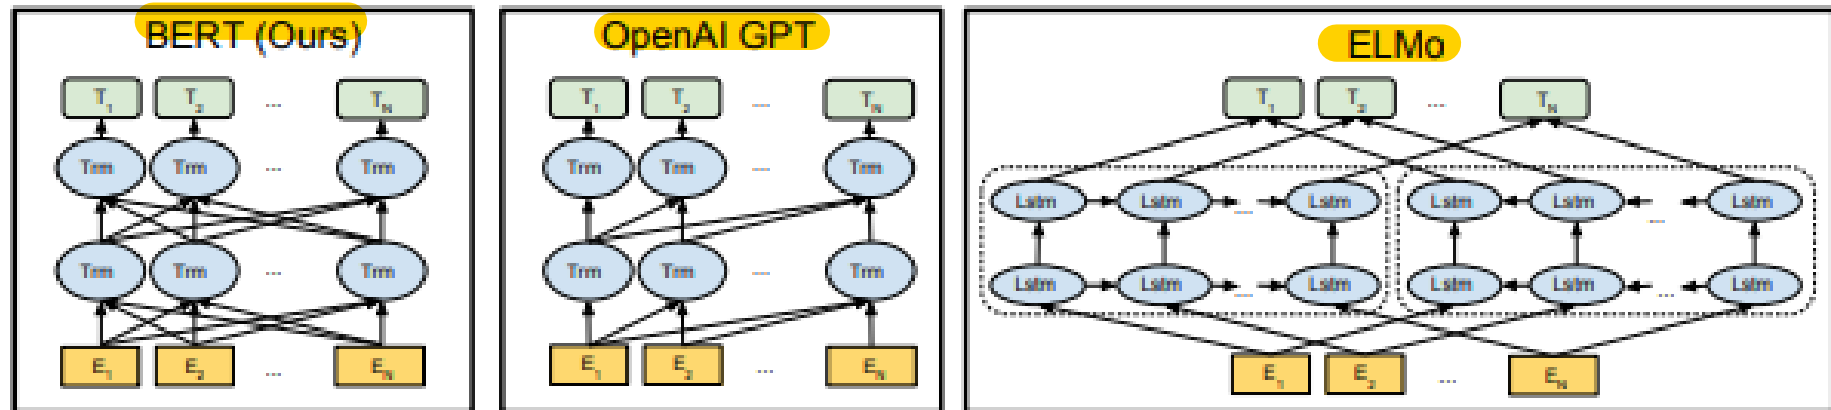 BERT (Ours)
T1 T2 ... TN
Trm Trm ... Trm
Trm Trm ... Trm
E1 E2 ... EN
OpenAI GPT
T1 T2 .... TN
Trm Trm .... Trm
Trm Trm .... Trm
E1 E2 ... EN
ELMo
T1 T2 ... TN
Lstm Lstm .... Lstm Lstm Lstm .... Lstm
Lstm Lstm .... Lstm Lstm Lstm ... Lstm
E1 E2 ... EN